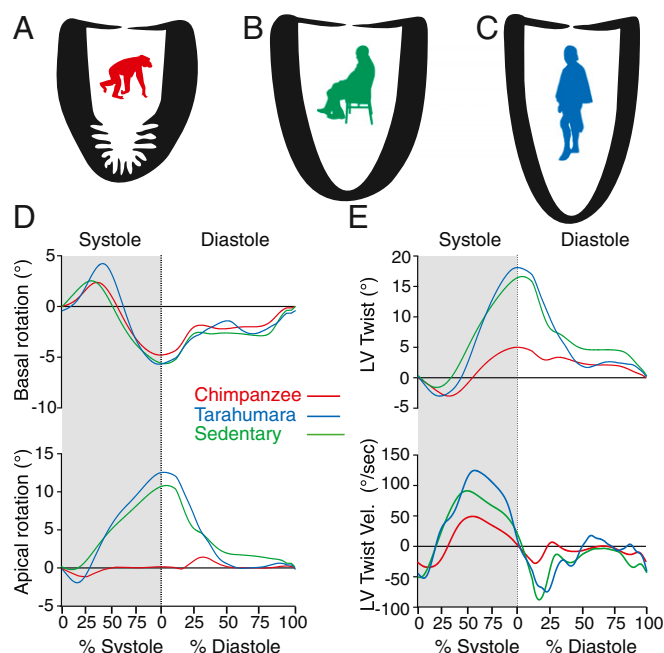 A
B
C
D
E
Systole
Diastole
Systole
Diastole
Basal rotation (°)
5
0
-5
-10
LV Twist (°)
20
15
10
5
0
-5
Chimpanzee
Tarahumara
Sedentary
Apical rotation (°)
15
10
5
0
-5
LV Twist Vel. (°/sec)
150
100
50
0
-50
-100
0 25 50 75 0 25 50 75 100
% Systole % Diastole
0 25 50 75 0 25 50 75 100
% Systole % Diastole